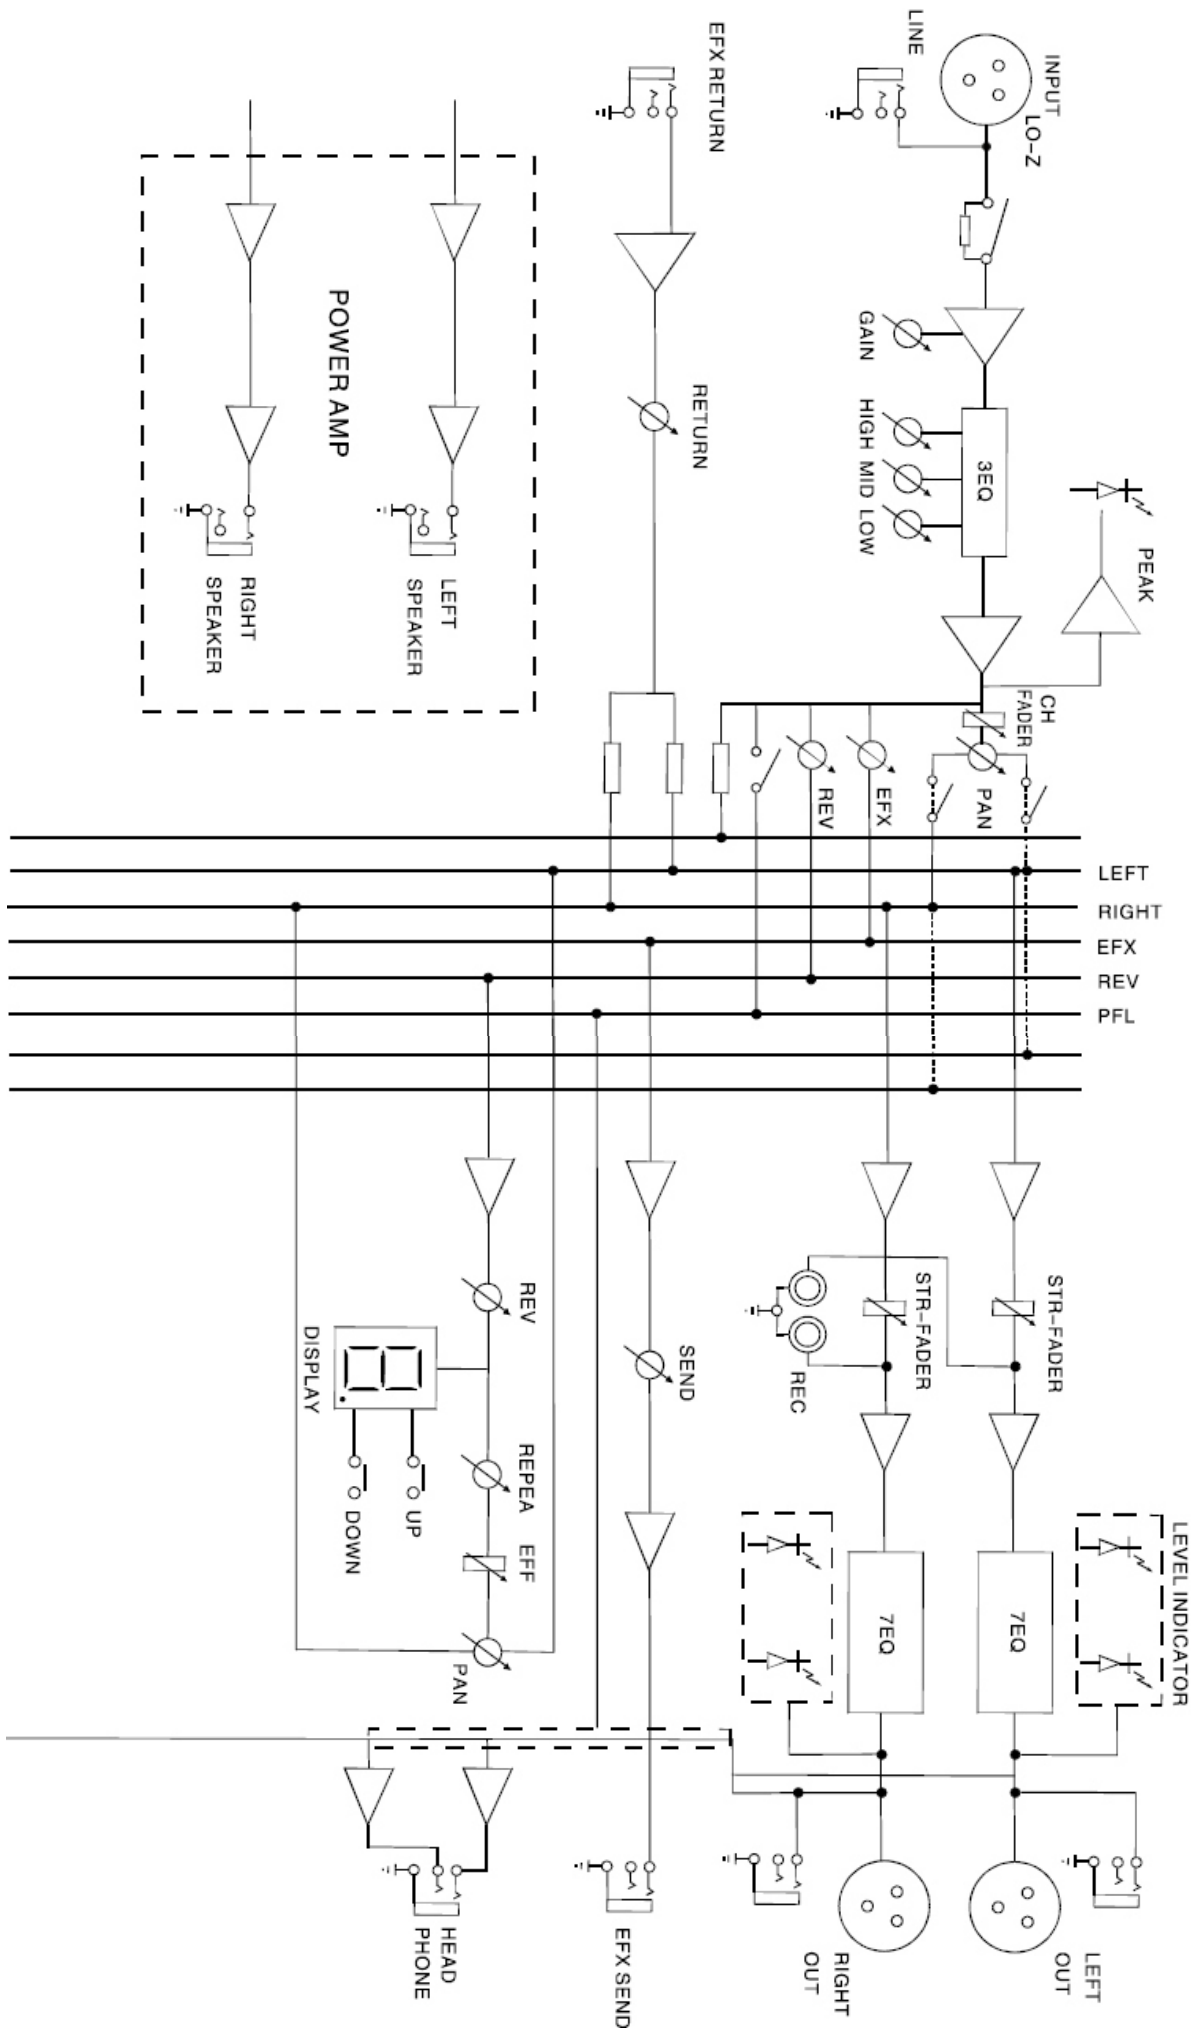 INPUT
LO-Z
LINE
GAIN
HIGH
MID
LOW
3EQ
PEAK
CH
FADER
PAN
EFX
REV
EFX RETURN
RETURN
POWER AMP
LEFT
SPEAKER
RIGHT
SPEAKER
LEFT
RIGHT
EFX
REV
PFL
STR-FADER
STR-FADER
REC
7EQ
7EQ
LEVEL INDICATOR
LEFT
OUT
RIGHT
OUT
SEND
EFX SEND
REV
DISPLAY
UP
DOWN
REPEA
EFF
PAN
HEAD
PHONE